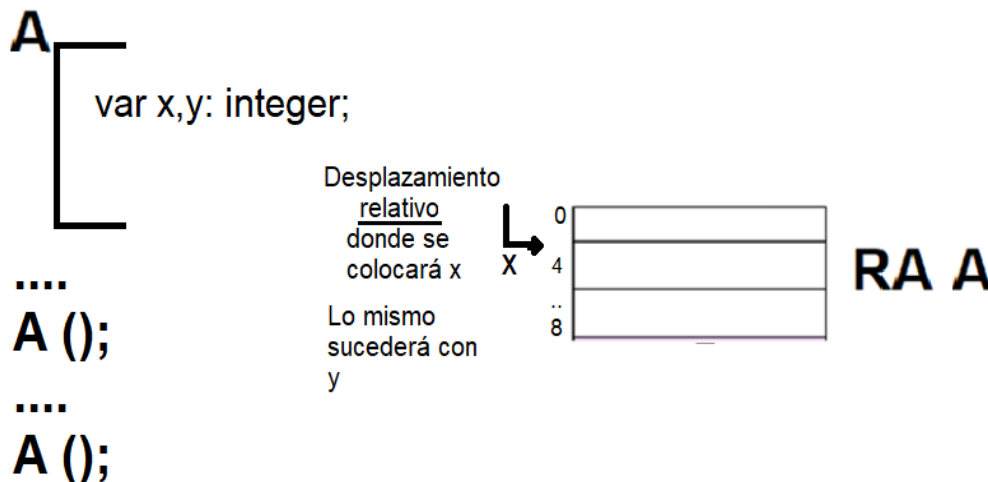 A
var x,y: integer;
Desplazamiento
relativo
donde se
colocará x
Lo mismo
sucederá con
y
X
0
4
..
8
RA A
....
A ();
....
A ();